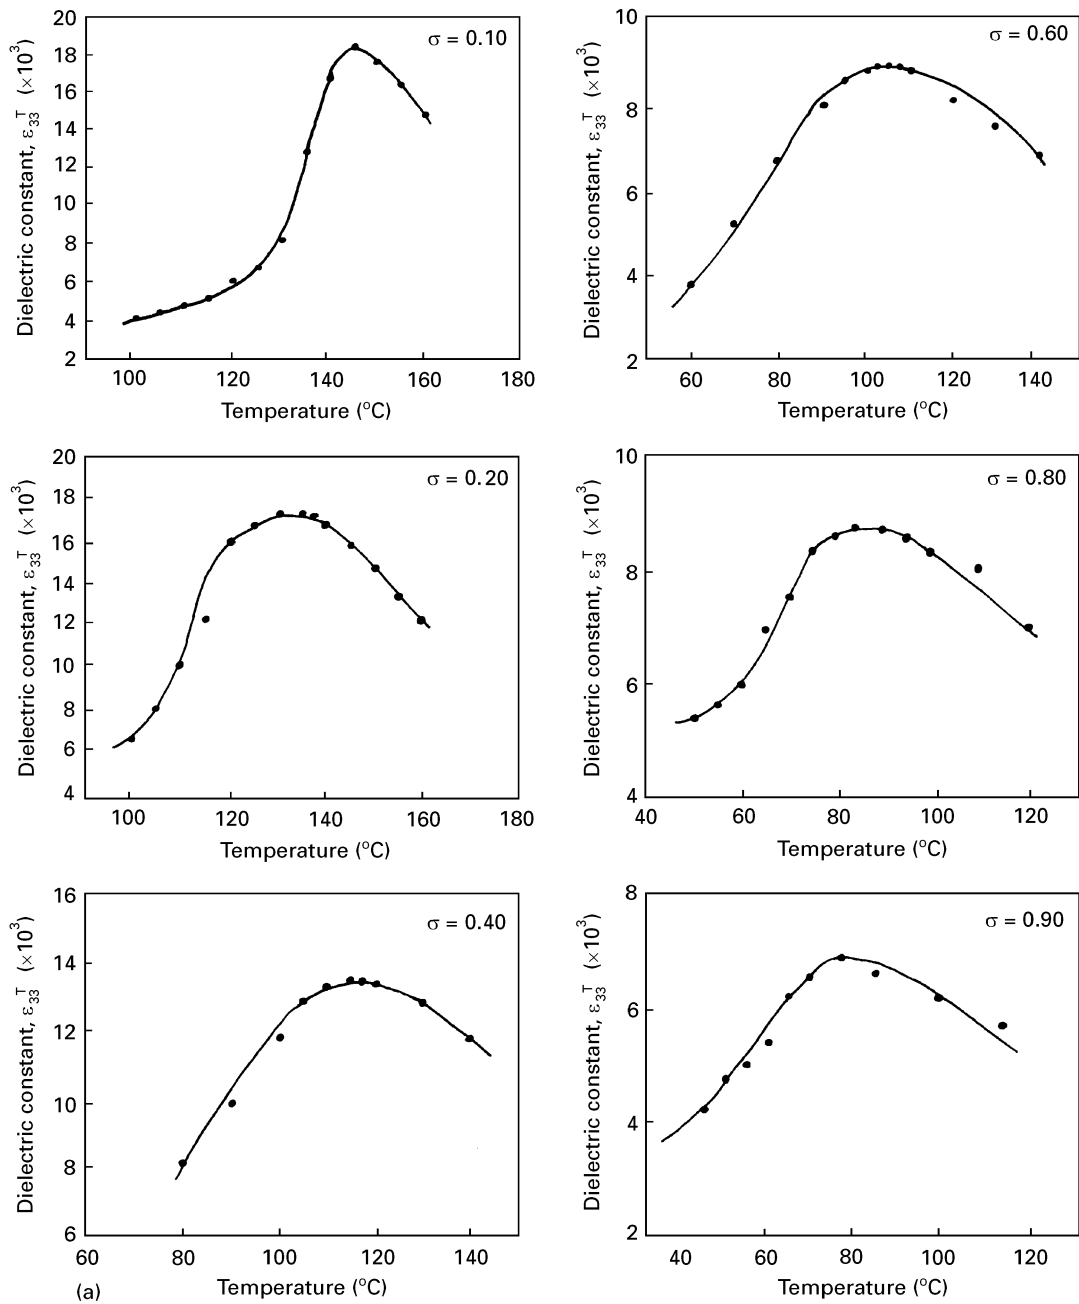 20
18
16
14
12
10
8
6
4
2
Dielectric constant, ε₃₃ᵀ (×10³)
σ = 0.10
100 120 140 160 180
Temperature (°C)
10
8
6
4
2
Dielectric constant, ε₃₃ᵀ (×10³)
σ = 0.60
60 80 100 120 140
Temperature (°C)
20
18
16
14
12
10
8
6
4
Dielectric constant, ε₃₃ᵀ (×10³)
σ = 0.20
100 120 140 160 180
Temperature (°C)
10
8
6
4
Dielectric constant, ε₃₃ᵀ (×10³)
σ = 0.80
40 60 80 100 120
Temperature (°C)
16
14
12
10
8
6
Dielectric constant, ε₃₃ᵀ (×10³)
σ = 0.40
60 80 100 120 140
Temperature (°C)
8
6
4
2
Dielectric constant, ε₃₃ᵀ (×10³)
σ = 0.90
40 60 80 100 120
Temperature (°C)
(a)